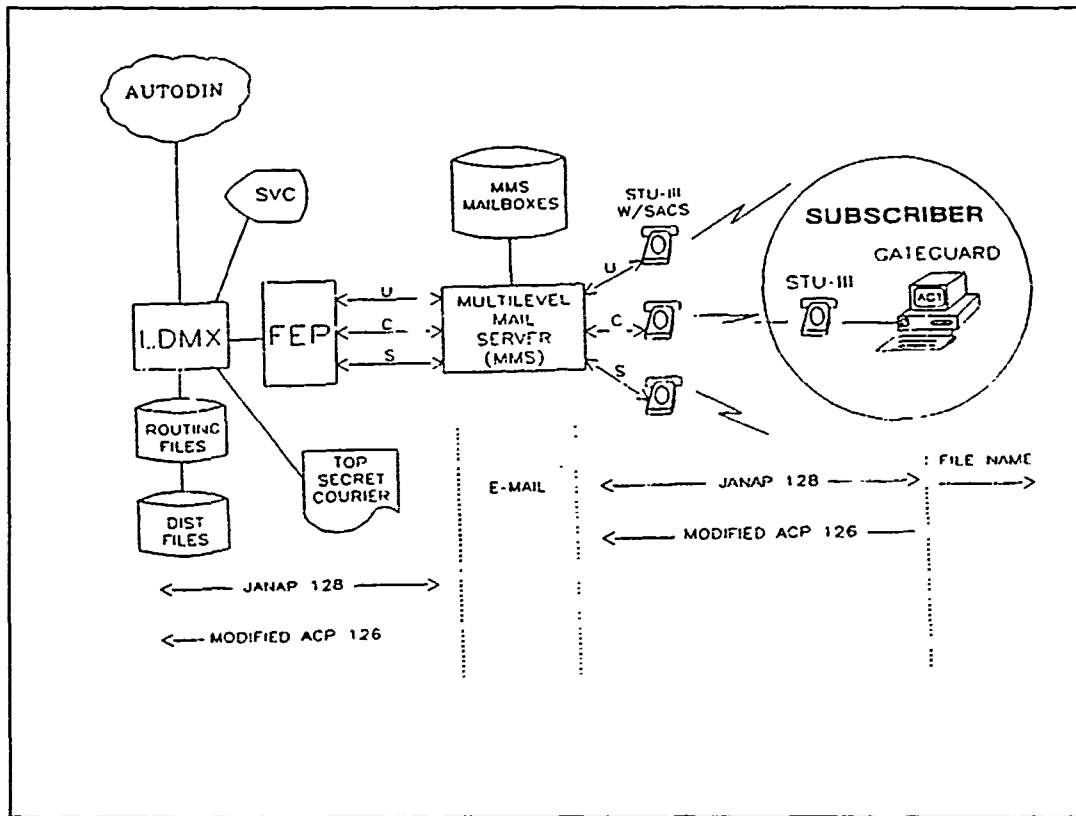 AUTODIN
SVC
MMS
MAILBOXES
STU-III
W/SACS
SUBSCRIBER
GATEGUARD
STU-III
ACT
LDMX
FEP
U
C
S
MULTILEVEL
MAIL
SERVER
(MMS)
U
C
S
ROUTING
FILES
DIST
FILES
TOP
SECRET
COURIER
E-MAIL
JANAP 128
FILE NAME
MODIFIED ACP 126
JANAP 128
MODIFIED ACP 126